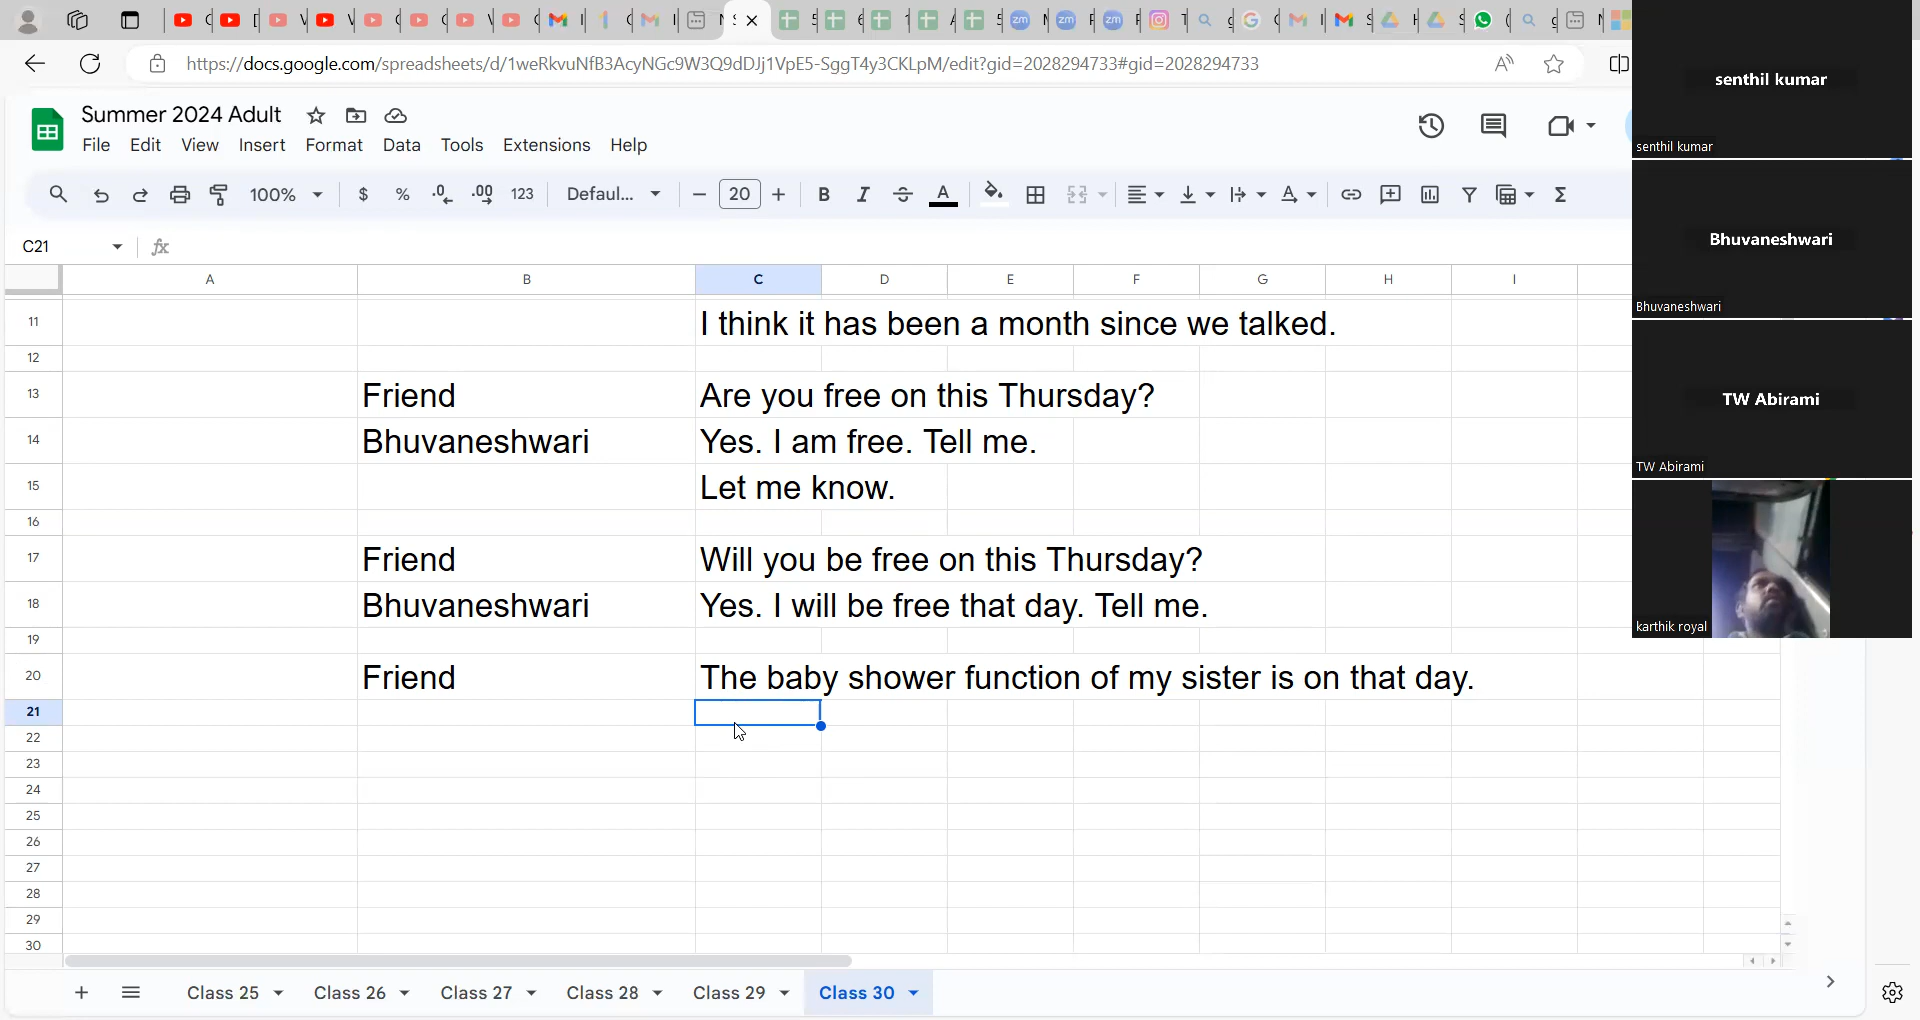 https://docs.google.com/spreadsheets/d/1weRkvuNfB3AcyNGc9W3Q9dDJj1VpE5-SggT4y3CKLpM/edit?gid=2028294733#gid=2028294733
Summer 2024 Adult
File Edit View Insert Format Data Tools Extensions Help
100% $ % .0 .00 123 Defaul... 20 B I A
C21 fx
A B C D E F G H I
11 I think it has been a month since we talked.
12
13 Friend Are you free on this Thursday?
14 Bhuvaneshwari Yes. I am free. Tell me.
15 Let me know.
16
17 Friend Will you be free on this Thursday?
18 Bhuvaneshwari Yes. I will be free that day. Tell me.
19
20 Friend The baby shower function of my sister is on that day.
21
22
23
24
25
26
27
28
29
30
Class 25 Class 26 Class 27 Class 28 Class 29 Class 30
senthil kumar
senthil kumar
Bhuvaneshwari
Bhuvaneshwari
TW Abirami
TW Abirami
karthik royal